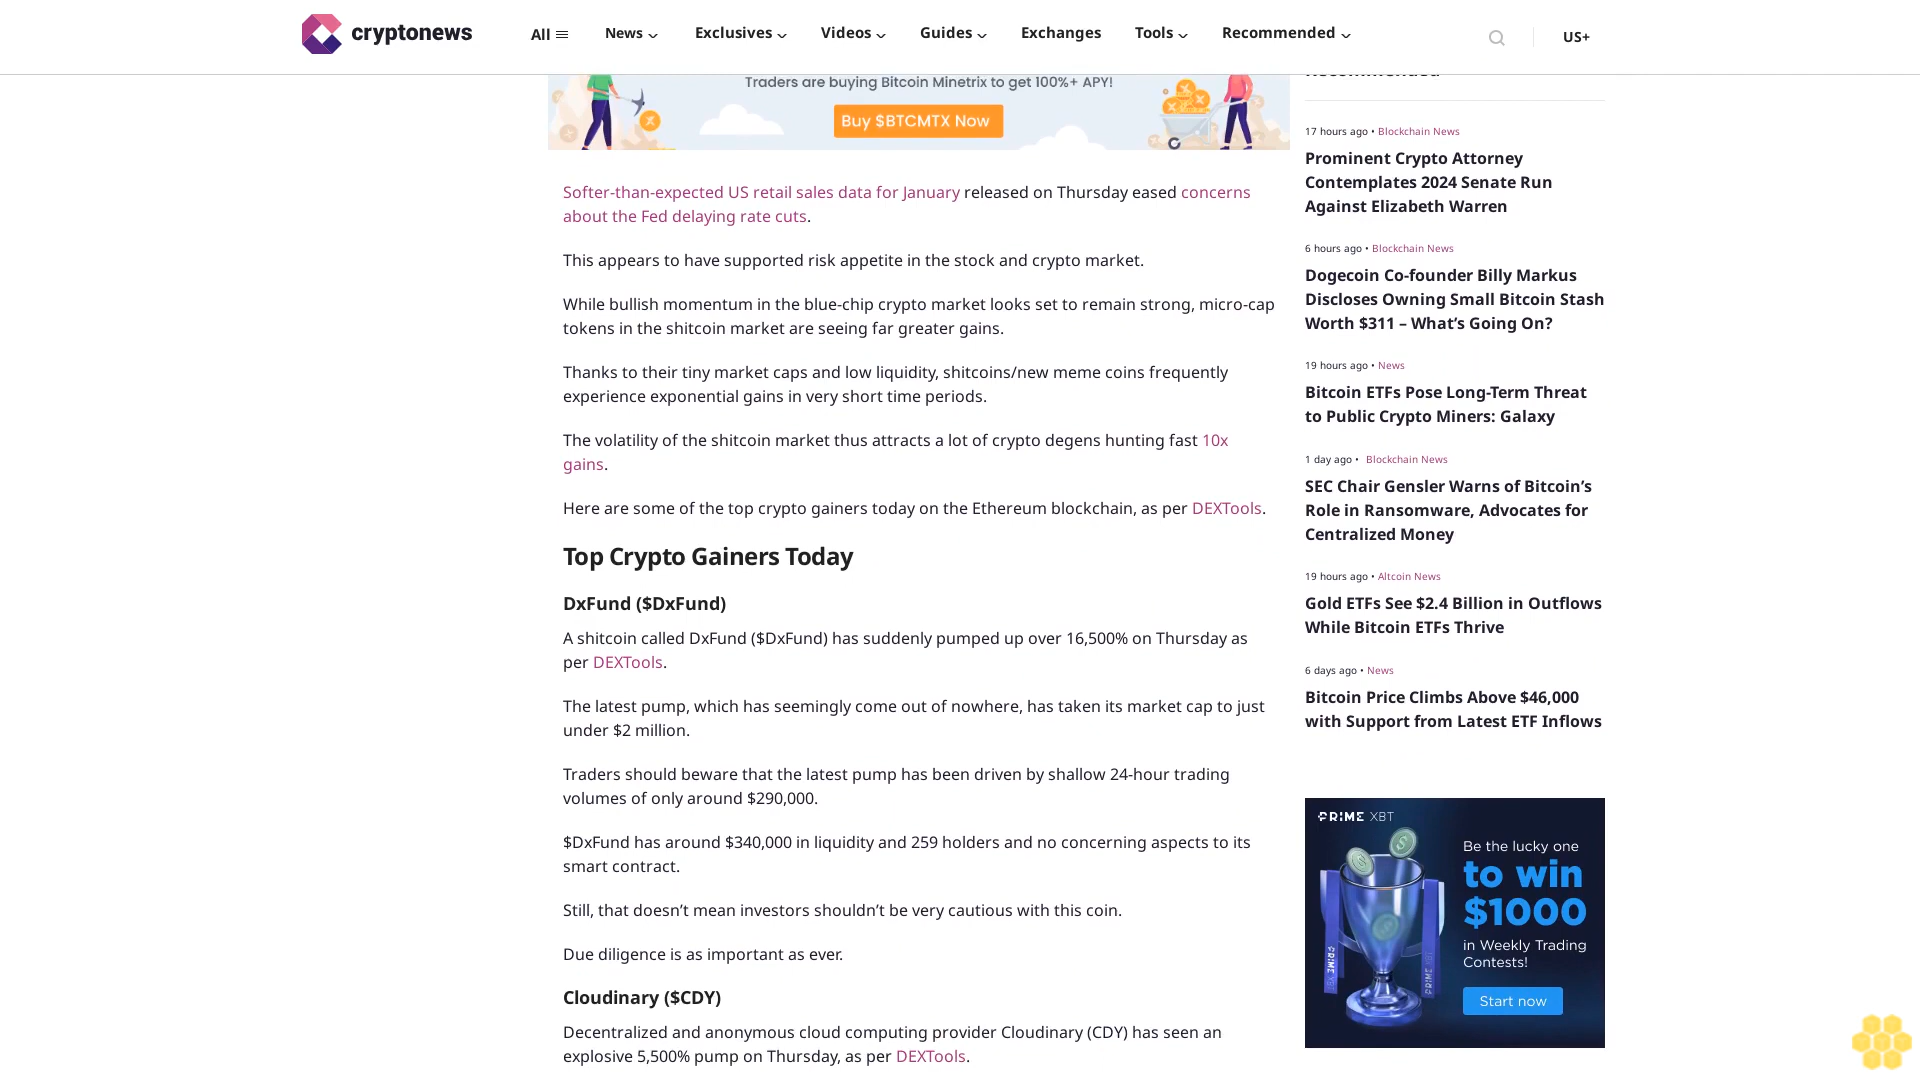 cryptonews
All
News
Exclusives
Videos
Guides
Exchanges
Tools
Recommended
US+
Traders are buying Bitcoin Minetrix to get 100%+ APY!
Buy $BTCMTX Now
Softer-than-expected US retail sales data for January released on Thursday eased concerns
about the Fed delaying rate cuts.
This appears to have supported risk appetite in the stock and crypto market.
While bullish momentum in the blue-chip crypto market looks set to remain strong, micro-cap
tokens in the shitcoin market are seeing far greater gains.
Thanks to their tiny market caps and low liquidity, shitcoins/new meme coins frequently
experience exponential gains in very short time periods.
The volatility of the shitcoin market thus attracts a lot of crypto degens hunting fast 10x
gains.
Here are some of the top crypto gainers today on the Ethereum blockchain, as per DEXTools.
Top Crypto Gainers Today
DxFund ($DxFund)
A shitcoin called DxFund ($DxFund) has suddenly pumped up over 16,500% on Thursday as
per DEXTools.
The latest pump, which has seemingly come out of nowhere, has taken its market cap to just
under $2 million.
Traders should beware that the latest pump has been driven by shallow 24-hour trading
volumes of only around $290,000.
$DxFund has around $340,000 in liquidity and 259 holders and no concerning aspects to its
smart contract.
Still, that doesn’t mean investors shouldn’t be very cautious with this coin.
Due diligence is as important as ever.
Cloudinary ($CDY)
Decentralized and anonymous cloud computing provider Cloudinary (CDY) has seen an
explosive 5,500% pump on Thursday, as per DEXTools.
Recommended
17 hours ago • Blockchain News
Prominent Crypto Attorney
Contemplates 2024 Senate Run
Against Elizabeth Warren
6 hours ago • Blockchain News
Dogecoin Co-founder Billy Markus
Discloses Owning Small Bitcoin Stash
Worth $311 – What’s Going On?
19 hours ago • News
Bitcoin ETFs Pose Long-Term Threat
to Public Crypto Miners: Galaxy
1 day ago • Blockchain News
SEC Chair Gensler Warns of Bitcoin’s
Role in Ransomware, Advocates for
Centralized Money
19 hours ago • Altcoin News
Gold ETFs See $2.4 Billion in Outflows
While Bitcoin ETFs Thrive
6 days ago • News
Bitcoin Price Climbs Above $46,000
with Support from Latest ETF Inflows
PRIME XBT
Be the lucky one
to win
$1000
in Weekly Trading
Contests!
Start now